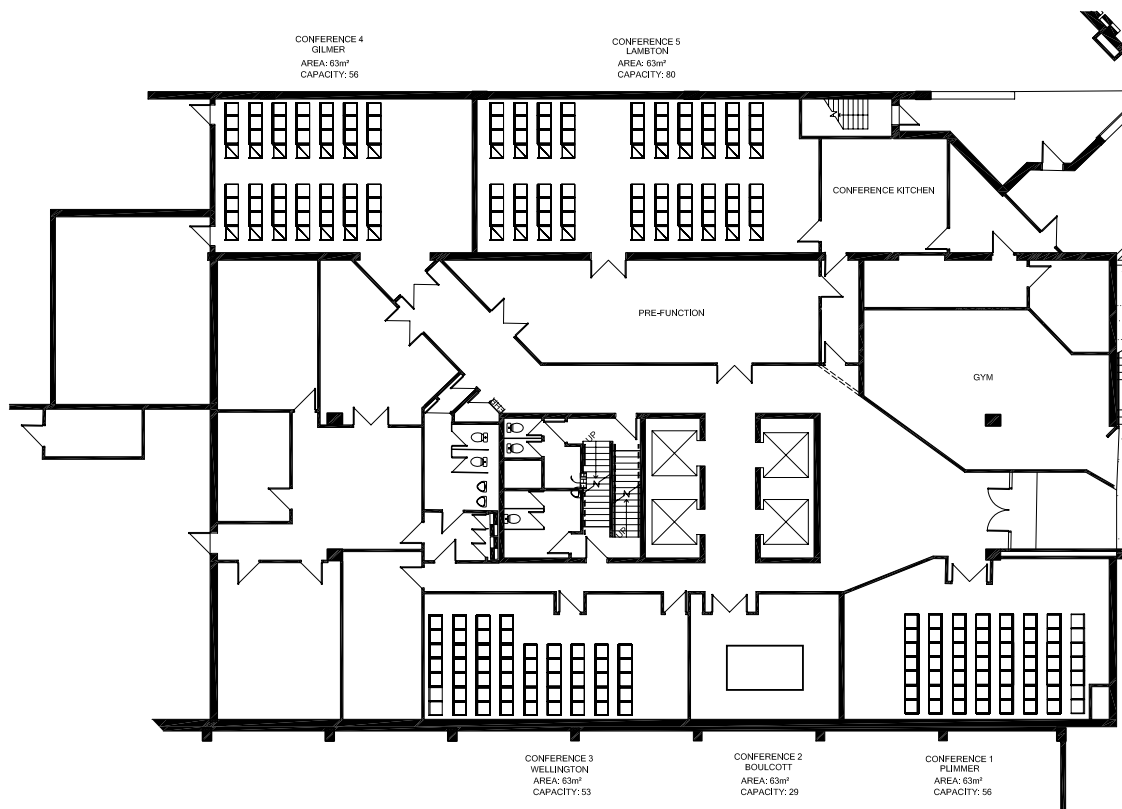 CONFERENCE 4
GILMER
AREA: 63m²
CAPACITY: 56
CONFERENCE 5
LAMBTON
AREA: 63m²
CAPACITY: 80
CONFERENCE KITCHEN
PRE-FUNCTION
GYM
UP
UP
CONFERENCE 3
WELLINGTON
AREA: 63m²
CAPACITY: 53
CONFERENCE 2
BOULCOTT
AREA: 63m²
CAPACITY: 29
CONFERENCE 1
PLIMMER
AREA: 63m²
CAPACITY: 56